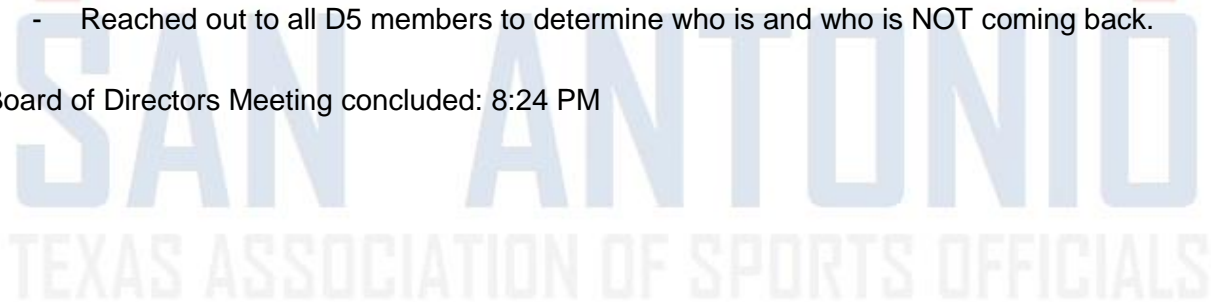 - Reached out to all D5 members to determine who is and who is NOT coming back.
oard of Directors Meeting concluded: 8:24 PM
SAN ANTONIO
TEXAS ASSOCIATION OF SPORTS OFFICIALS